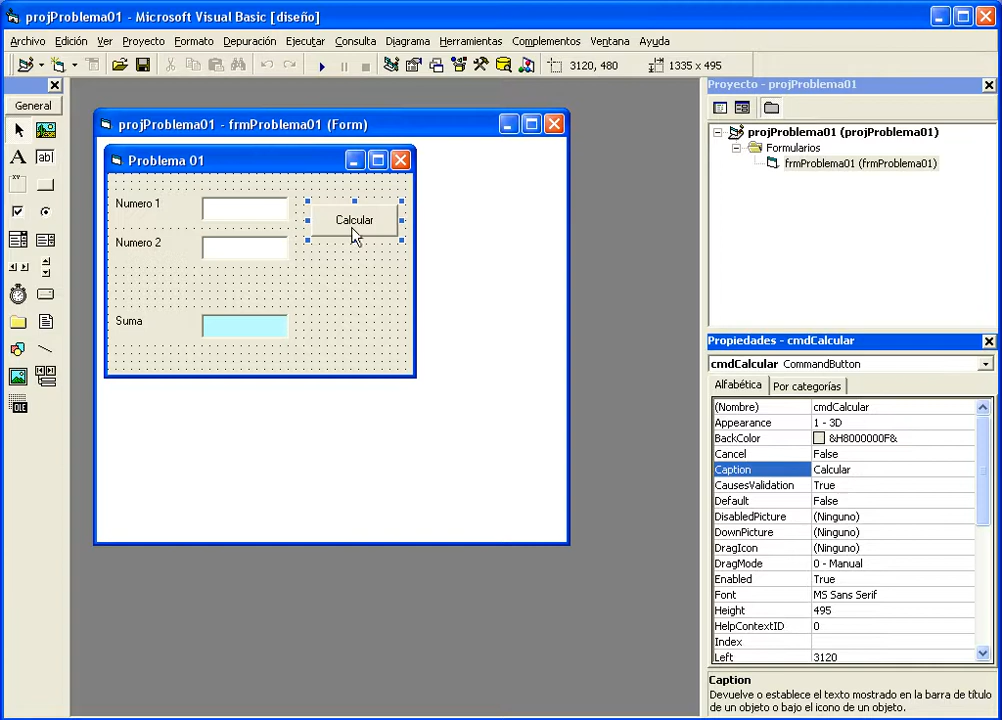 projProblema01 - Microsoft Visual Basic [diseño]
Archivo Edición Ver Proyecto Formato Depuración Ejecutar Consulta Diagrama Herramientas Complementos Ventana Ayuda
3120, 480 1335 x 495
General
A ab|
xv
OLE
projProblema01 - frmProblema01 (Form)
Problema 01
Numero 1
Calcular
Numero 2
Suma
Proyecto - projProblema01
projProblema01 (projProblema01)
Formularios
frmProblema01 (frmProblema01)
Propiedades - cmdCalcular
cmdCalcular CommandButton
Alfabética Por categorías
(Nombre) cmdCalcular
Appearance 1 - 3D
BackColor &H8000000F&
Cancel False
Caption Calcular
CausesValidation True
Default False
DisabledPicture (Ninguno)
DownPicture (Ninguno)
DragIcon (Ninguno)
DragMode 0 - Manual
Enabled True
Font MS Sans Serif
Height 495
HelpContextID 0
Index
Left 3120
Caption
Devuelve o establece el texto mostrado en la barra de título
de un objeto o bajo el icono de un objeto.